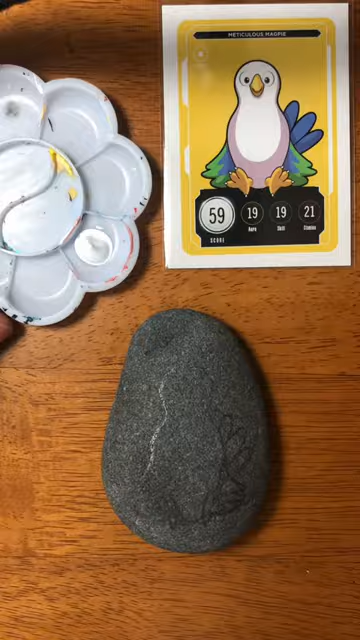 METICULOUS MAGPIE
59
19
19
21
SCORE
Aura
Skill
Stamina